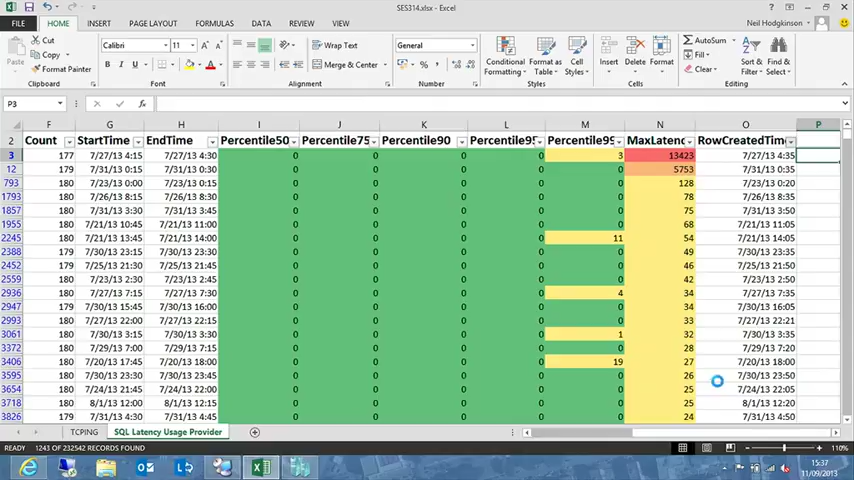 SES314.xlsx - Excel
FILE HOME INSERT PAGE LAYOUT FORMULAS DATA REVIEW VIEW Neil Hodgkinson
Cut Calibri 11 Wrap Text General AutoSum
Copy Fill
Paste Format Painter B I U Merge & Center % Conditional Formatting Format as Table Cell Styles Insert Delete Format Clear Sort & Filter Find & Select
Clipboard Font Alignment Number Styles Cells Editing
P3 fx
F G H I J K L M N O P
2 Count StartTime EndTime Percentile50 Percentile75 Percentile90 Percentile95 Percentile99 MaxLatenc RowCreatedTime
3 177 7/27/13 4:15 7/27/13 4:30 0 0 0 0 3 13423 7/27/13 4:35
12 179 7/31/13 0:15 7/31/13 0:30 0 0 0 0 0 5753 7/31/13 0:35
793 180 7/23/13 0:00 7/23/13 0:15 0 0 0 0 0 128 7/23/13 0:20
1793 180 7/26/13 8:15 7/26/13 8:30 0 0 0 0 0 78 7/26/13 8:35
1857 180 7/31/13 3:30 7/31/13 3:45 0 0 0 0 0 75 7/31/13 3:50
1955 180 7/21/13 10:45 7/21/13 11:00 0 0 0 0 0 68 7/21/13 11:05
2245 180 7/21/13 13:45 7/21/13 14:00 0 0 0 0 11 54 7/21/13 14:05
2388 180 7/30/13 23:15 7/30/13 23:30 0 0 0 0 0 49 7/30/13 23:35
2452 179 7/25/13 21:30 7/25/13 21:45 0 0 0 0 0 46 7/25/13 21:50
2559 180 7/23/13 2:30 7/23/13 2:45 0 0 0 0 0 42 7/23/13 2:50
2936 180 7/27/13 7:15 7/27/13 7:30 0 0 0 0 4 34 7/27/13 7:35
2947 179 7/30/13 15:45 7/30/13 16:00 0 0 0 0 0 34 7/30/13 16:05
2993 180 7/27/13 22:00 7/27/13 22:15 0 0 0 0 0 33 7/27/13 22:21
3061 180 7/30/13 3:15 7/30/13 3:30 0 0 0 0 1 32 7/30/13 3:35
3372 180 7/29/13 7:00 7/29/13 7:15 0 0 0 0 0 28 7/29/13 7:20
3406 180 7/20/13 17:45 7/20/13 18:00 0 0 0 0 19 27 7/20/13 18:00
3595 180 7/30/13 23:30 7/30/13 23:45 0 0 0 0 0 26 7/30/13 23:50
3654 180 7/24/13 21:45 7/24/13 22:00 0 0 0 0 0 25 7/24/13 22:05
3718 180 8/1/13 12:00 8/1/13 12:15 0 0 0 0 0 25 8/1/13 12:20
3826 179 7/31/13 4:30 7/31/13 4:45 0 0 0 0 0 24 7/31/13 4:50
TCPING SQL Latency Usage Provider
READY 1243 OF 232542 RECORDS FOUND 110%
15:37
11/09/2013